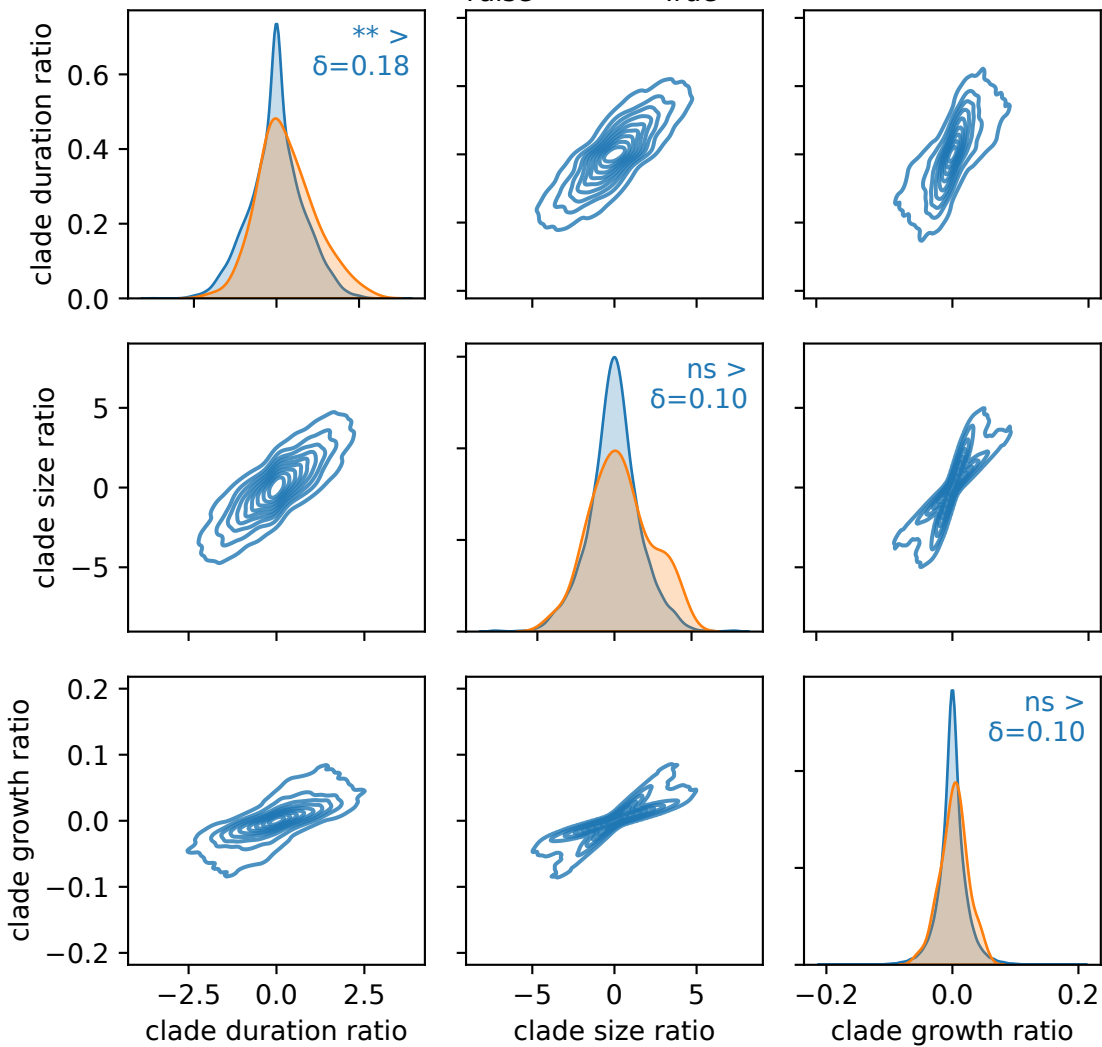 ** >
δ=0.18
clade duration ratio
0.6
0.4
0.2
0.0
ns >
δ=0.10
clade size ratio
5
0
−5
ns >
δ=0.10
clade growth ratio
0.2
0.1
0.0
−0.1
−0.2
−2.5 0.0 2.5
−5 0 5
−0.2 0.0 0.2
clade duration ratio
clade size ratio
clade growth ratio